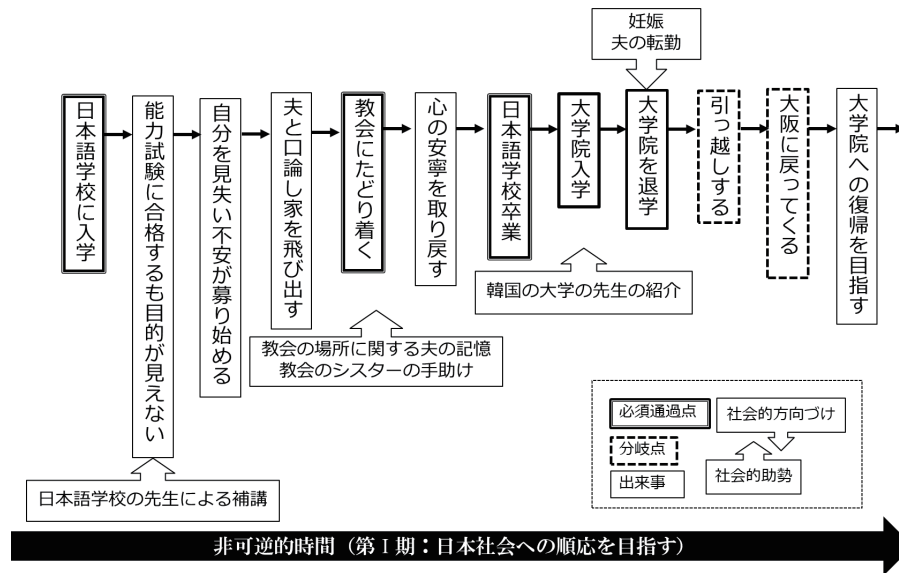 妊娠
夫の転勤
日本語学校に入学
能力試験に合格するも目的が見えない
自分を見失い不安が募り始める
夫と口論し家を飛び出す
教会にたどり着く
心の安寧を取り戻す
日本語学校卒業
大学院入学
大学院を退学
引っ越しする
大阪に戻ってくる
大学院への復帰を目指す
韓国の大学の先生の紹介
教会の場所に関する夫の記憶
教会のシスターの手助け
日本語学校の先生による補講
必須通過点
社会的方向づけ
分岐点
出来事
社会的助勢
非可逆的時間（第Ⅰ期：日本社会への順応を目指す）